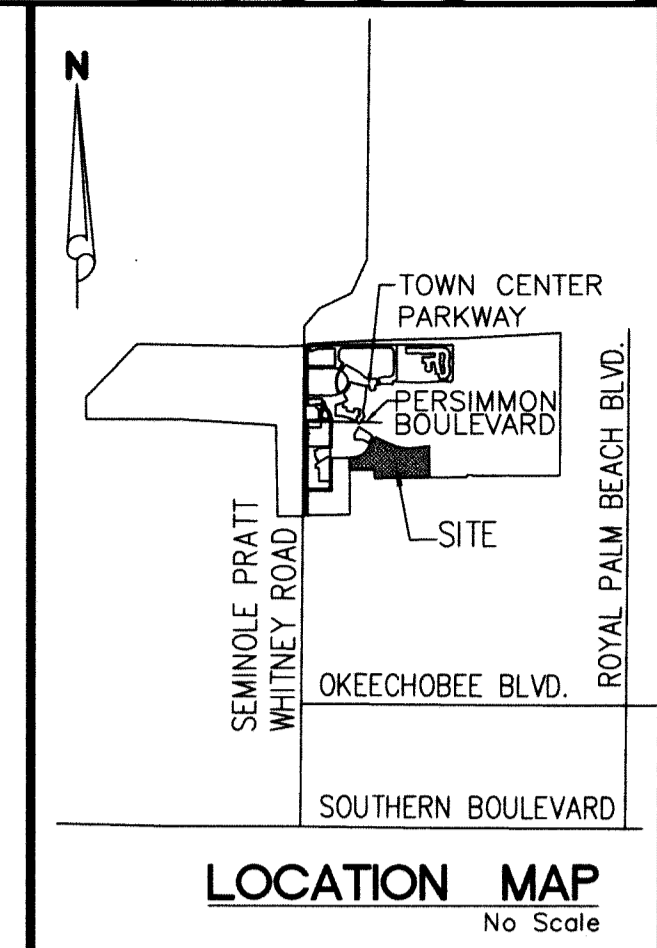 N
TOWN CENTER
PARKWAY
PERSIMMON
BOULEVARD
SITE
SEMINOLE PRATT
WHITNEY ROAD
ROYAL PALM BEACH BLVD.
OKEECHOBEE BLVD.
SOUTHERN BOULEVARD
LOCATION MAP
No Scale